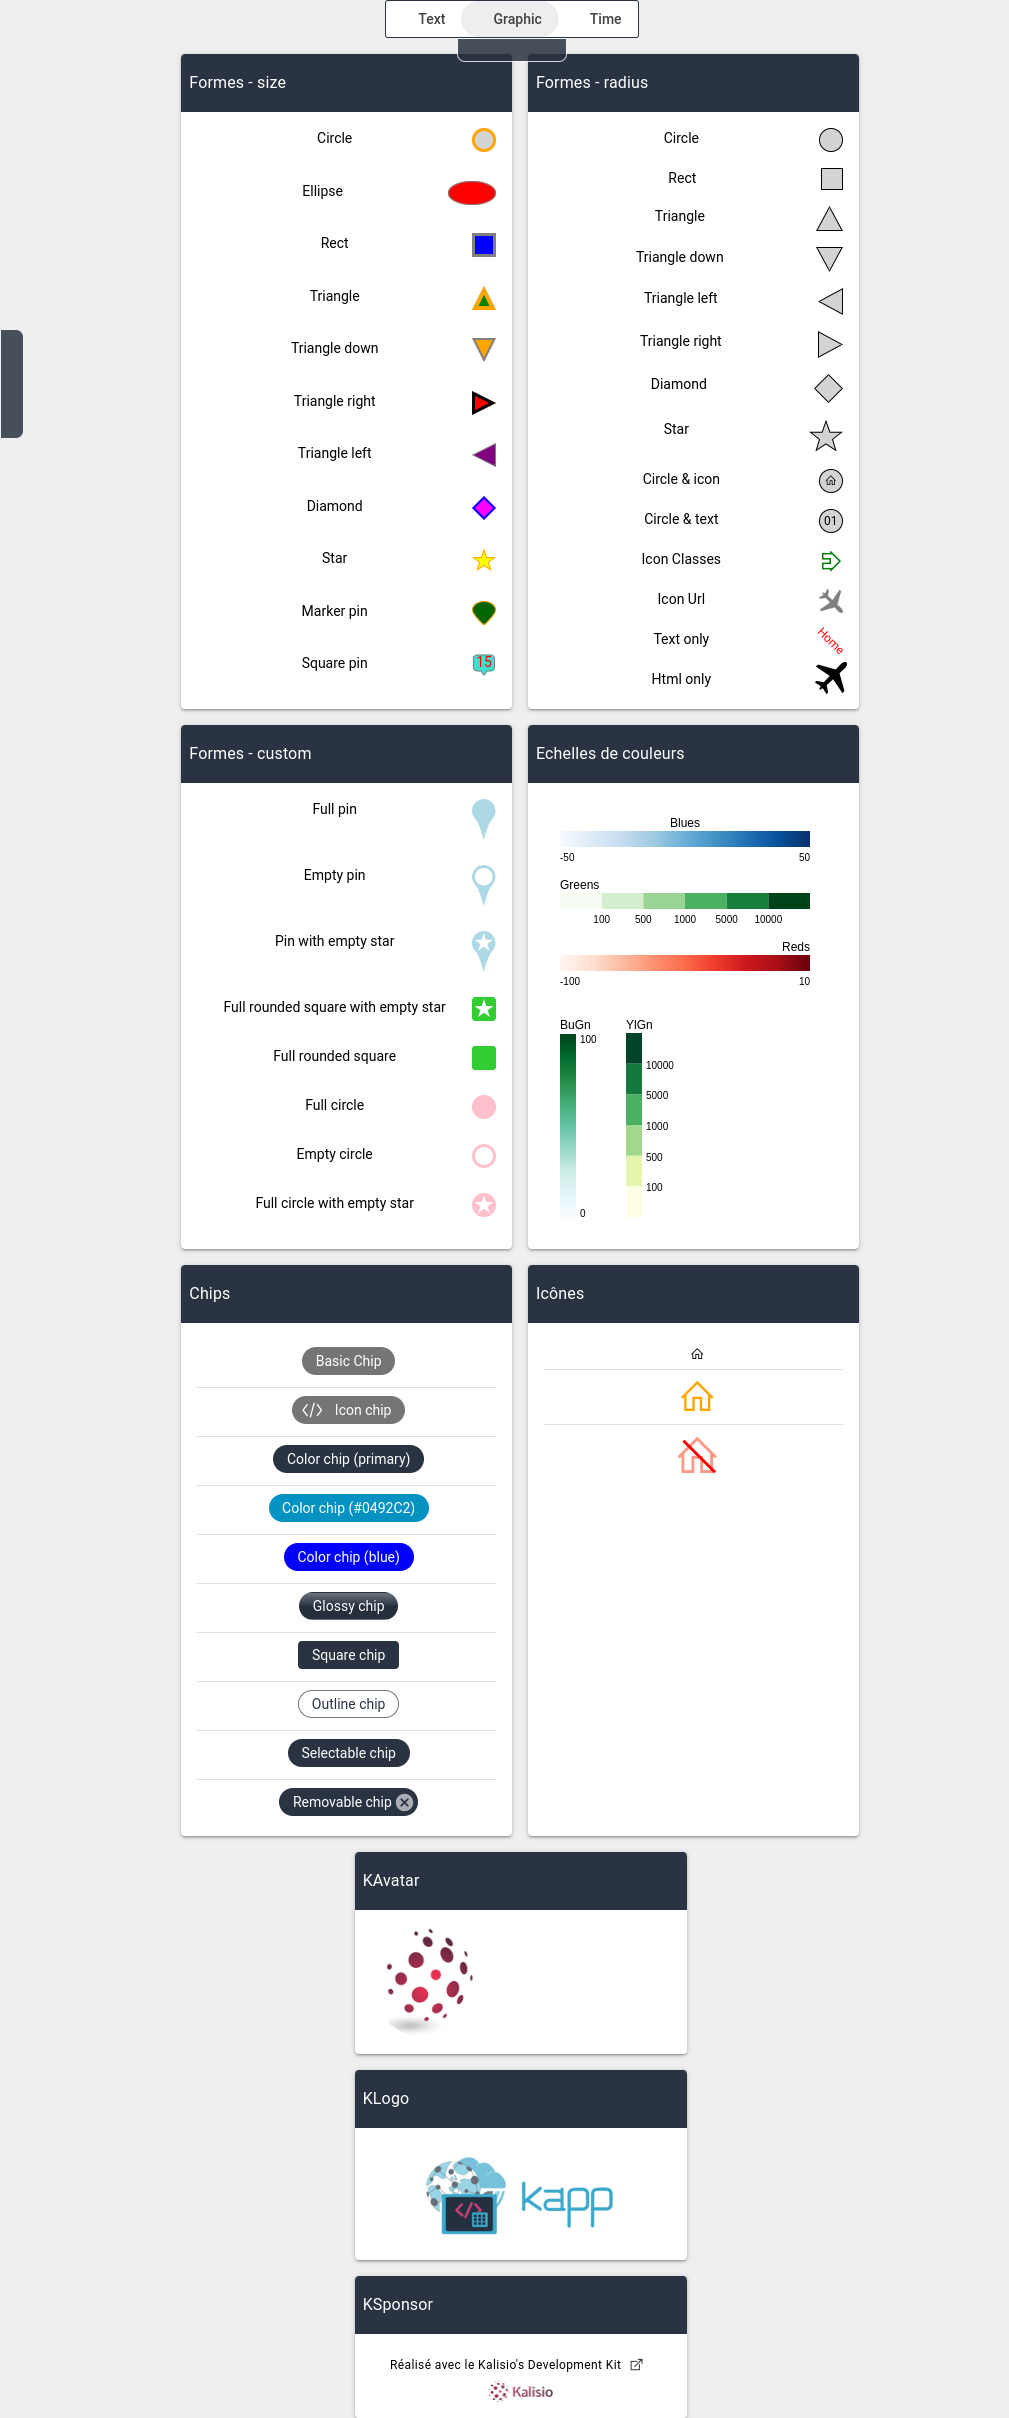 Text Graphic Time
Formes - size
Circle
Ellipse
Rect
Triangle
Triangle down
Triangle right
Triangle left
Diamond
Star
Marker pin
Square pin 15
Formes - radius
Circle
Rect
Triangle
Triangle down
Triangle left
Triangle right
Diamond
Star
Circle & icon
Circle & text 01
Icon Classes
Icon Url
Text only Home
Html only
Formes - custom
Full pin
Empty pin
Pin with empty star
Full rounded square with empty star
Full rounded square
Full circle
Empty circle
Full circle with empty star
Echelles de couleurs
Blues
-50 50
Greens
100 500 1000 5000 10000
Reds
-100 10
BuGn
100
0
YlGn
10000
5000
1000
500
100
Chips
Basic Chip
Icon chip
Color chip (primary)
Color chip (#0492C2)
Color chip (blue)
Glossy chip
Square chip
Outline chip
Selectable chip
Removable chip
Icônes
KAvatar
KLogo
kapp
KSponsor
Réalisé avec le Kalisio's Development Kit
Kalisio